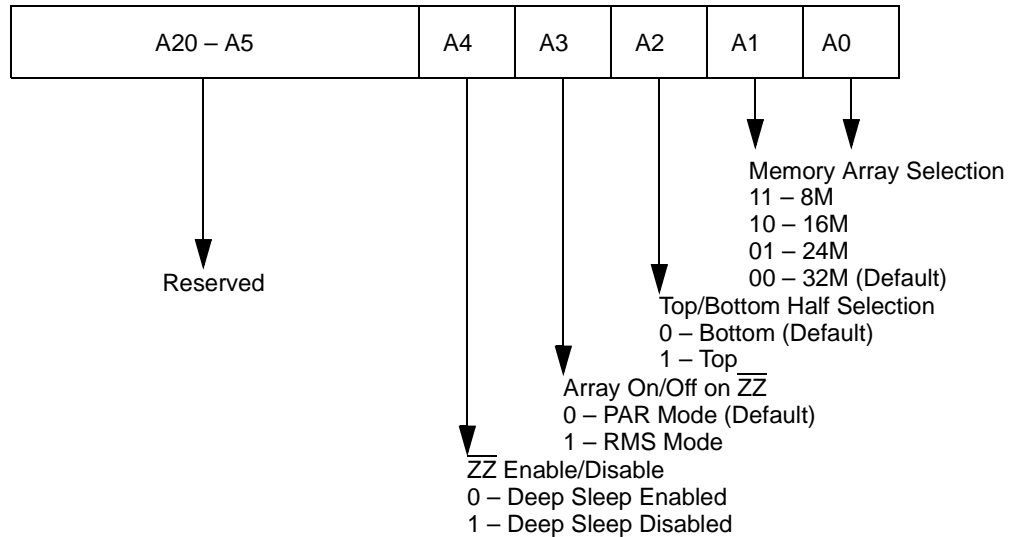 A20 – A5 A4 A3 A2 A1 A0
Memory Array Selection
11 – 8M
10 – 16M
01 – 24M
00 – 32M (Default)
Reserved
Top/Bottom Half Selection
0 – Bottom (Default)
1 – Top
Array On/Off on Z̅Z̅
0 – PAR Mode (Default)
1 – RMS Mode
Z̅Z̅ Enable/Disable
0 – Deep Sleep Enabled
1 – Deep Sleep Disabled